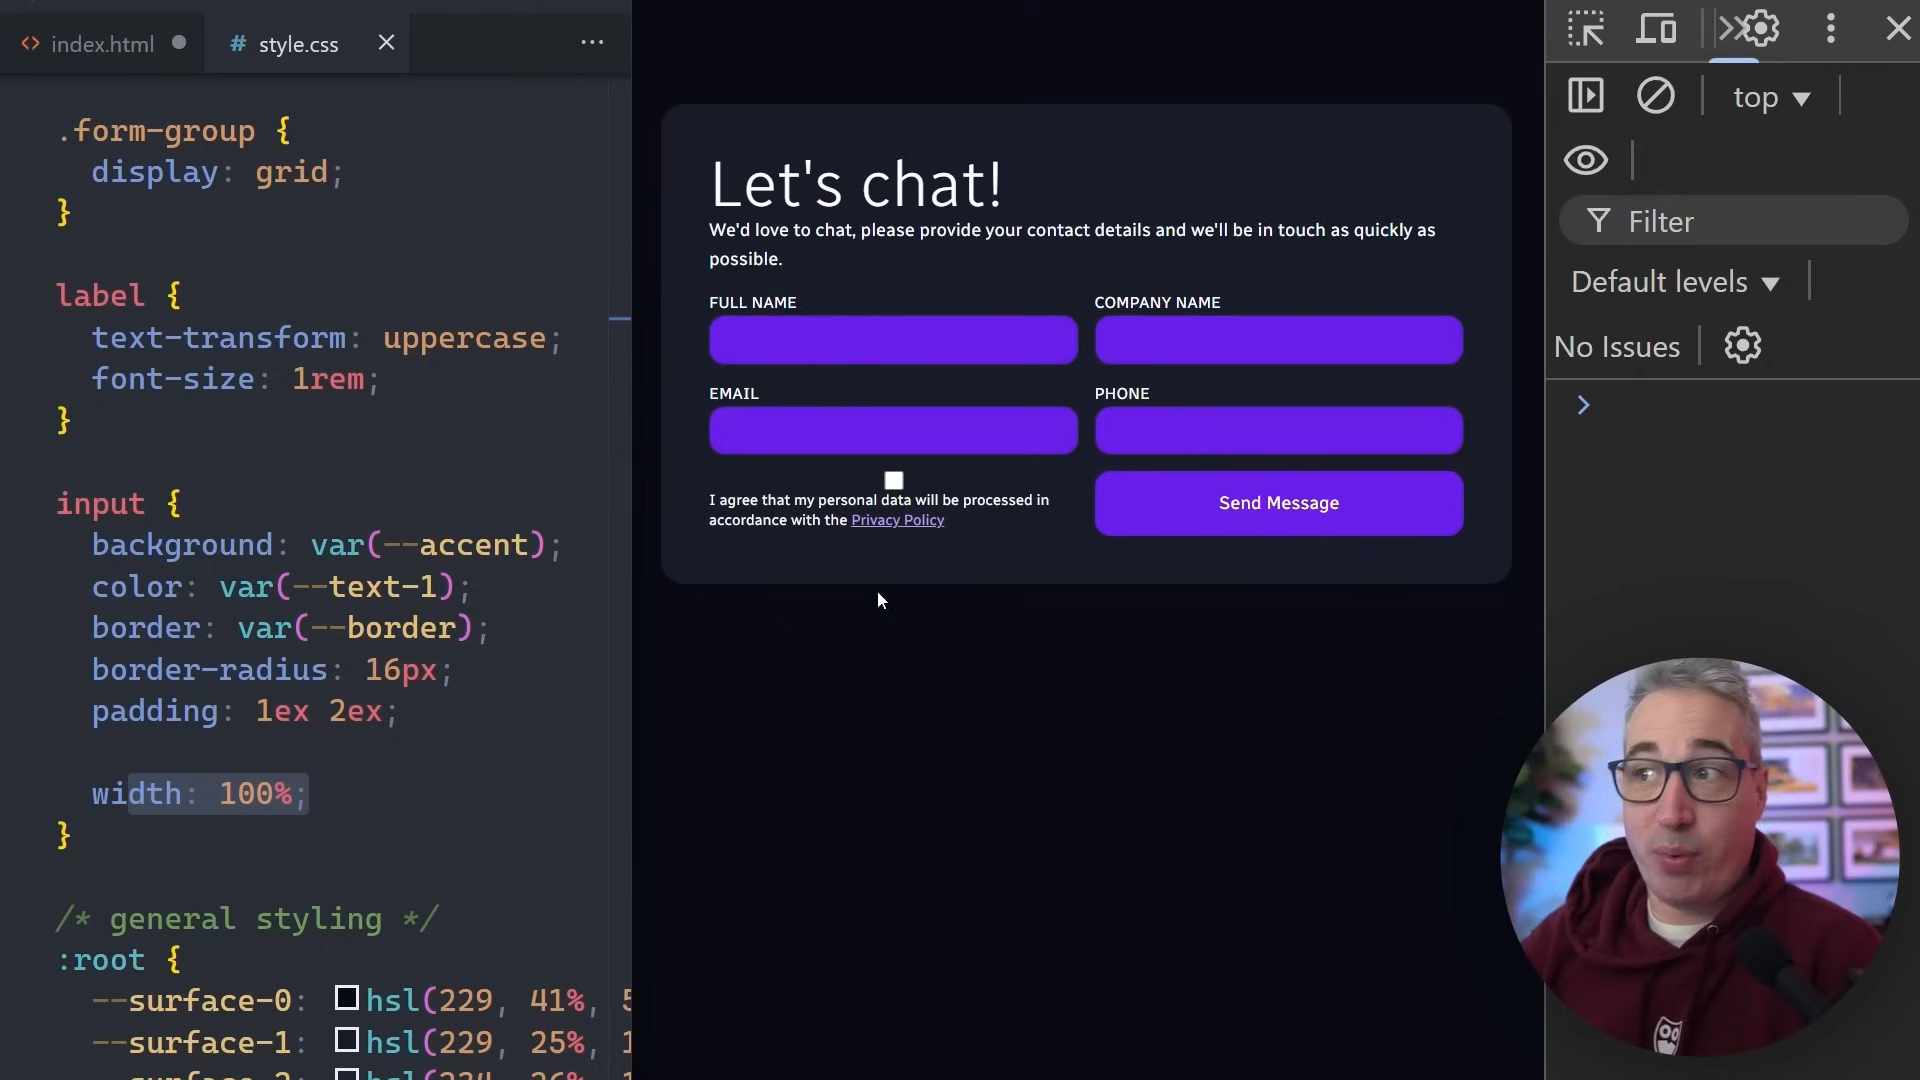 index.html
style.css
.form-group {
display: grid;
}
label {
text-transform: uppercase;
font-size: 1rem;
}
input {
background: var(--accent);
color: var(--text-1);
border: var(--border);
border-radius: 16px;
padding: 1ex 2ex;
width: 100%;
}
/* general styling */
:root {
--surface-0: hsl(229, 41%, 5
--surface-1: hsl(229, 25%, 1
Let's chat!
We'd love to chat, please provide your contact details and we'll be in touch as quickly as
possible.
FULL NAME
COMPANY NAME
EMAIL
PHONE
I agree that my personal data will be processed in
accordance with the Privacy Policy
Send Message
top
Filter
Default levels
No Issues